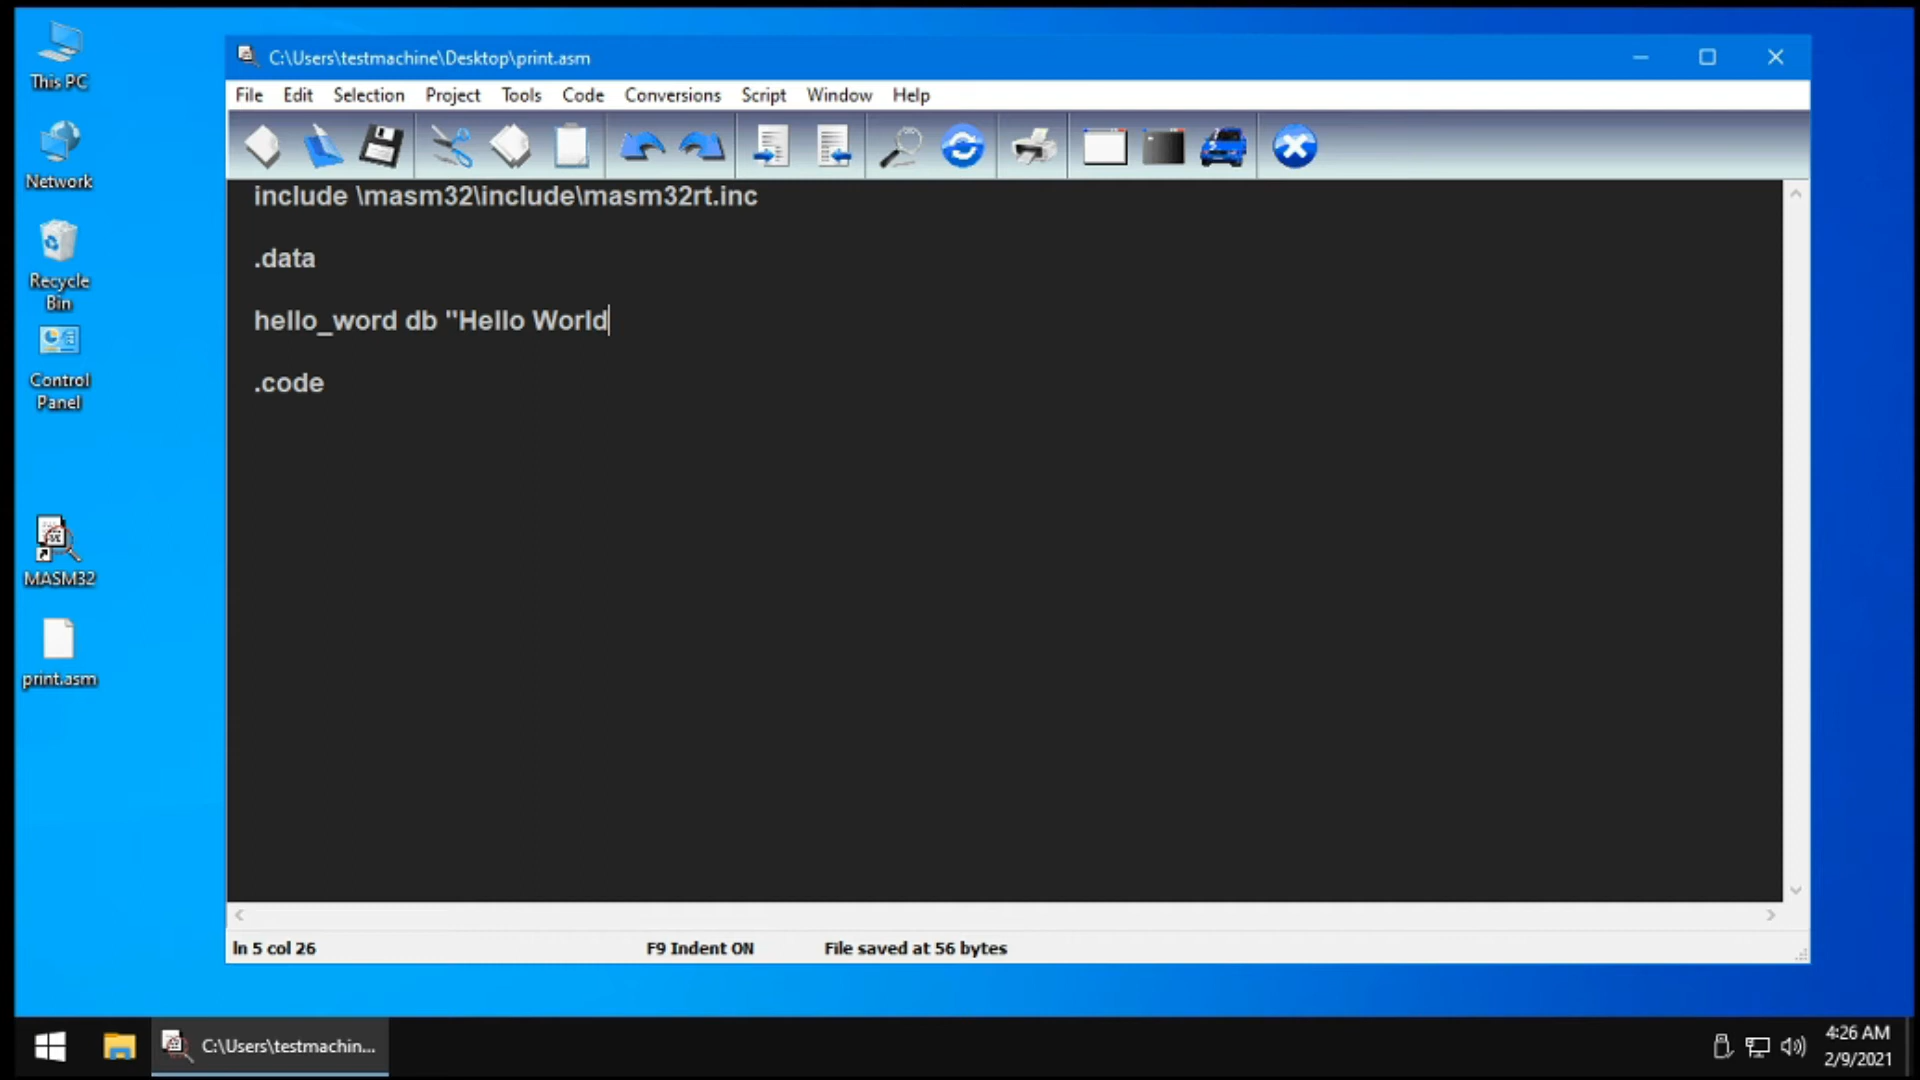 This PC
Network
Recycle
Bin
Control
Panel
MASM32
print.asm
C:\Users\testmachine\Desktop\print.asm
File Edit Selection Project Tools Code Conversions Script Window Help
include \masm32\include\masm32rt.inc
.data
hello_word db "Hello World
.code
ln 5 col 26 F9 Indent ON File saved at 56 bytes
C:\Users\testmachin...
4:26 AM
2/9/2021